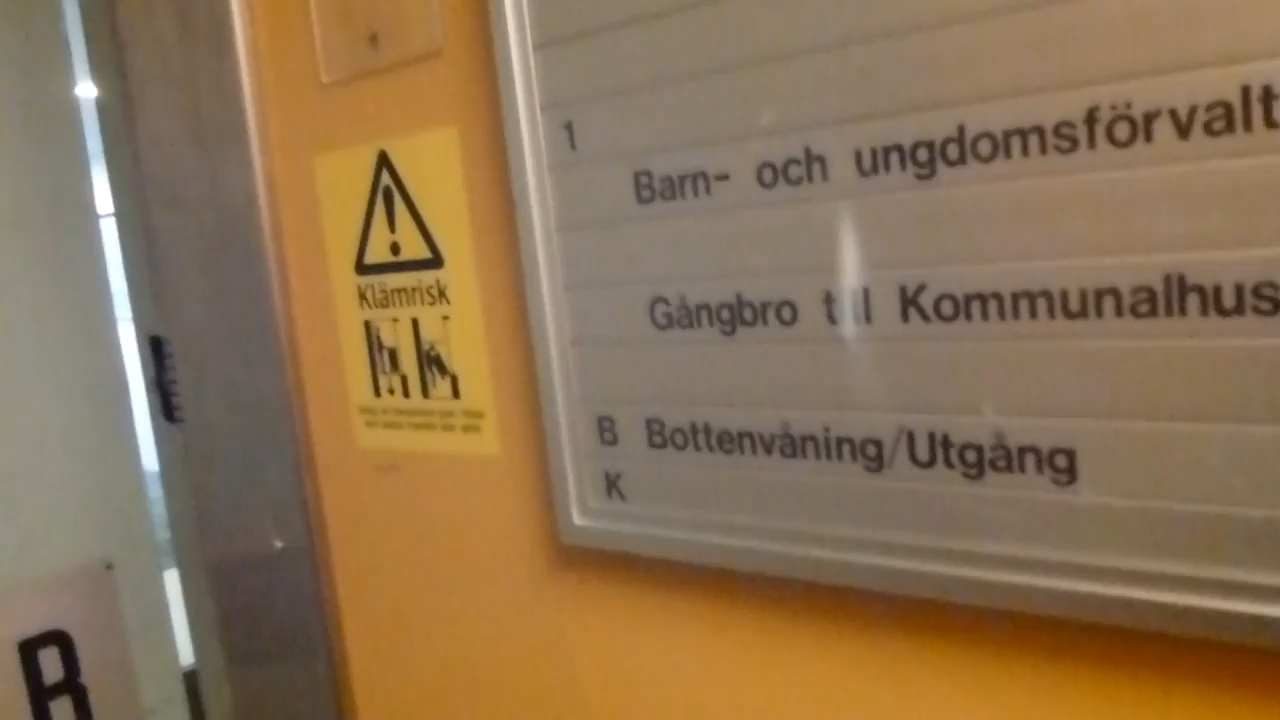 1
Barn- och ungdomsförvalt
Gångbro till Kommunalhus
B Bottenvåning/Utgång
K
Klämrisk
B